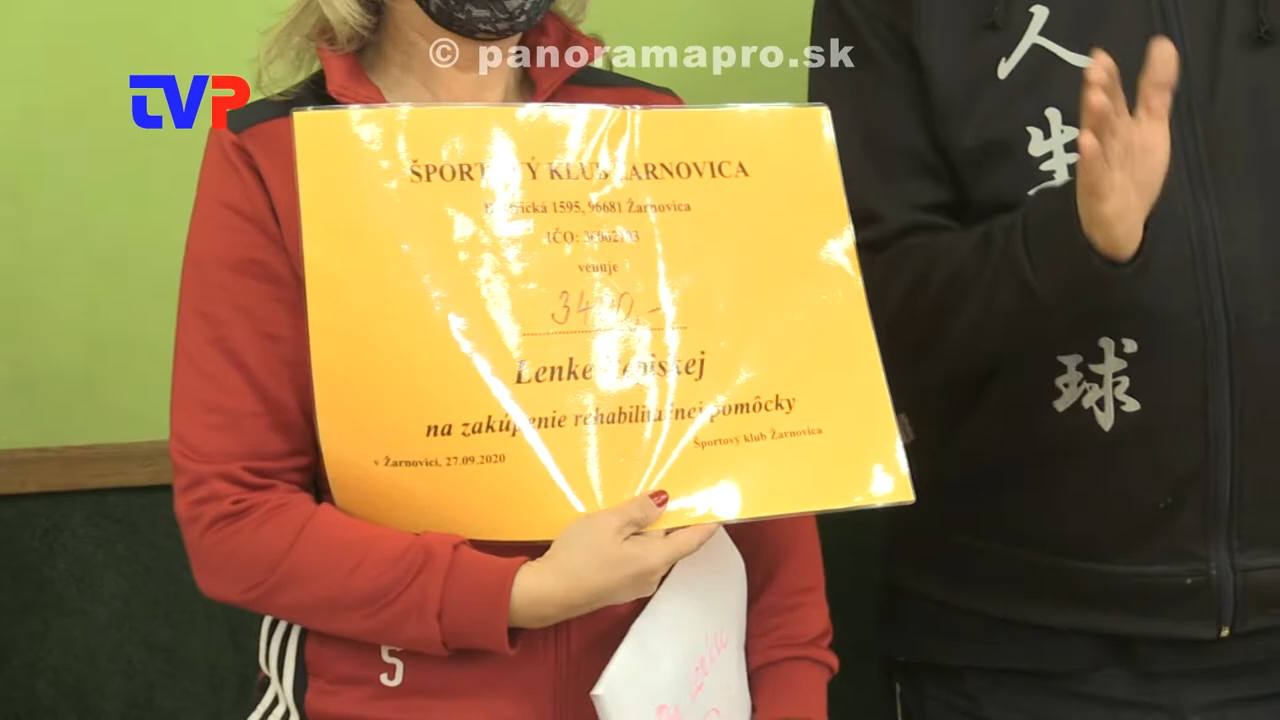 © panoramapro.sk
TVP
ŠPORTOVÝ KLUB ŽARNOVICA
1595, 96681 Žarnovica
IČO:
venuje
Lenke
na zakúpenie rehabilitačnej pomôcky
v Žarnovici, 27.09.2020
Športový klub Žarnovica
人
生
球
5